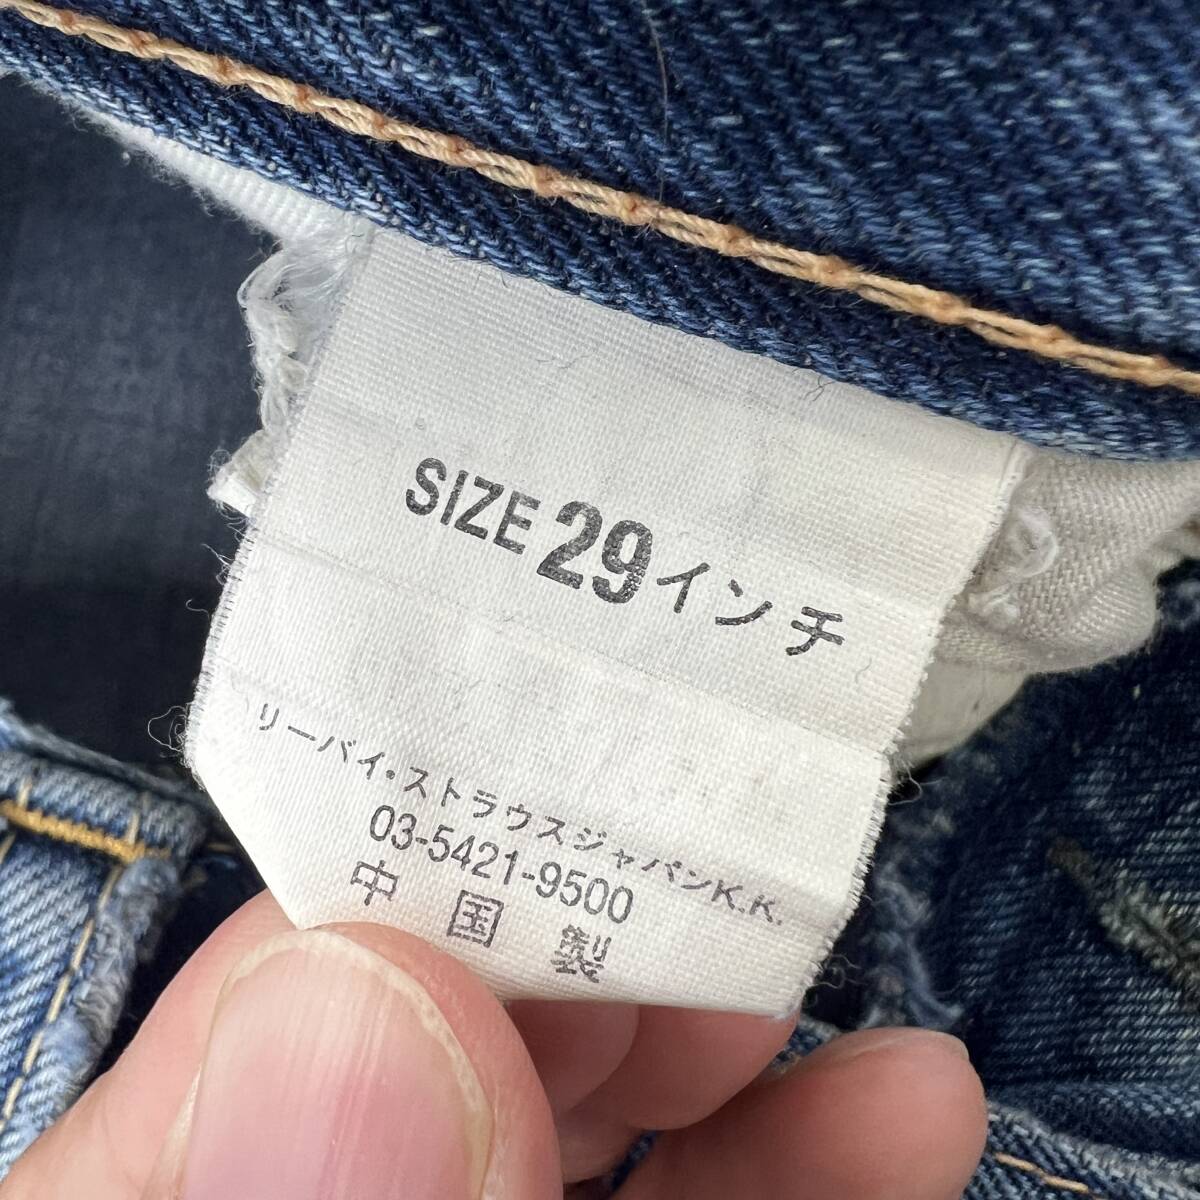 SIZE 29インチ
リーバイ・ストラウスジャパンK.K.
03-5421-9500
中国製